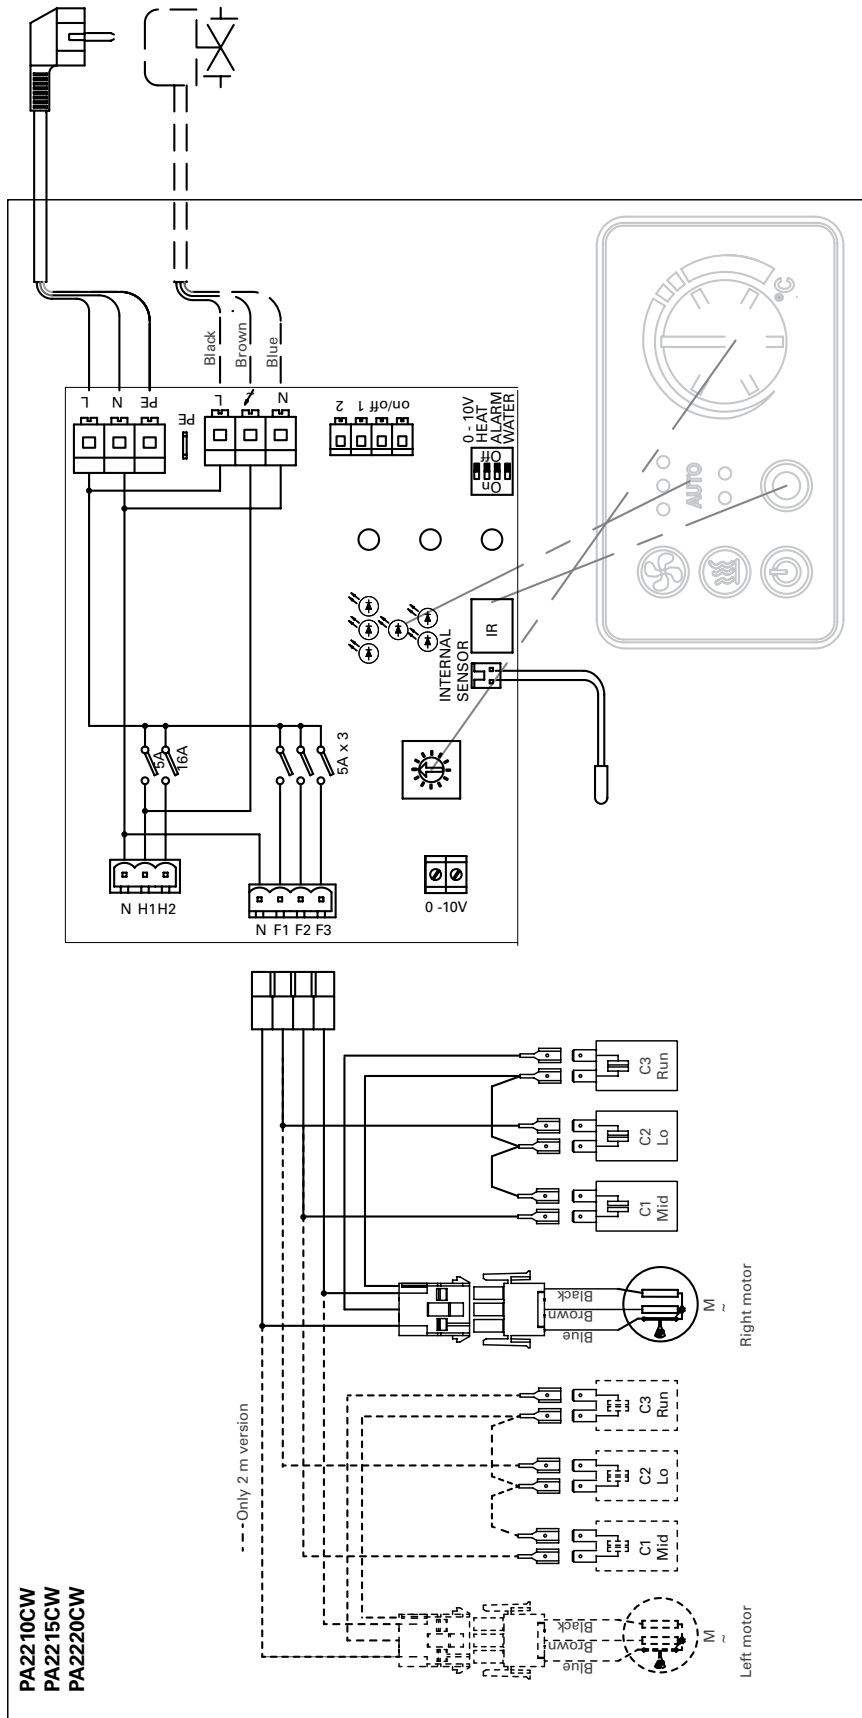 Black
Brown
Blue
L
N
PE
PE
L
N
2
1 on/off
0 - 10V
HEAT
ALARM
WATER
Off
On
°C
AUTO
IR
INTERNAL
SENSOR
5A
16A
5A x 3
N H1 H2
N F1 F2 F3
0 -10V
C3
Run
C2
Lo
C1
Mid
Black
Brown
Blue
M
~
Right motor
Only 2 m version
C3
Run
C2
Lo
C1
Mid
Black
Brown
Blue
M
~
Left motor
PA2210CW
PA2215CW
PA2220CW